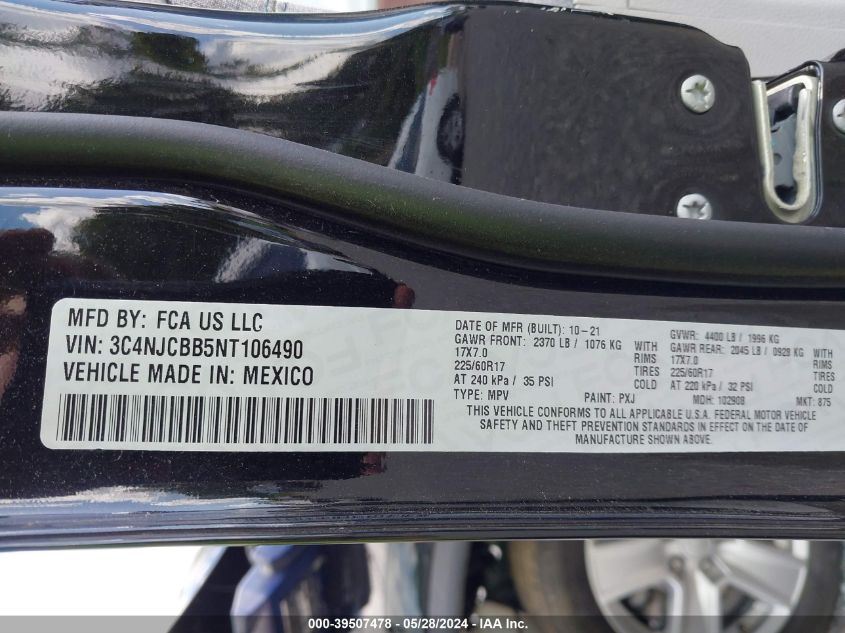 MFD BY: FCA US LLC
VIN: 3C4NJCBB5NT106490
VEHICLE MADE IN: MEXICO
DATE OF MFR (BUILT): 10-21
GVWR: 4400 LB / 1996 KG
GAWR FRONT: 2370 LB / 1076 KG WITH
17X7.0 RIMS
225/60R17 TIRES
AT 240 kPa / 35 PSI COLD
GAWR REAR: 2045 LB / 0928 KG WITH
17X7.0 RIMS
225/60R17 TIRES
AT 220 kPa / 32 PSI COLD
TYPE: MPV PAINT: PXJ MDH: 102908 MKT: 875
THIS VEHICLE CONFORMS TO ALL APPLICABLE U.S.A. FEDERAL MOTOR VEHICLE
SAFETY AND THEFT PREVENTION STANDARDS IN EFFECT ON THE DATE OF
MANUFACTURE SHOWN ABOVE.
000-39507478 - 05/28/2024 - IAAI.com